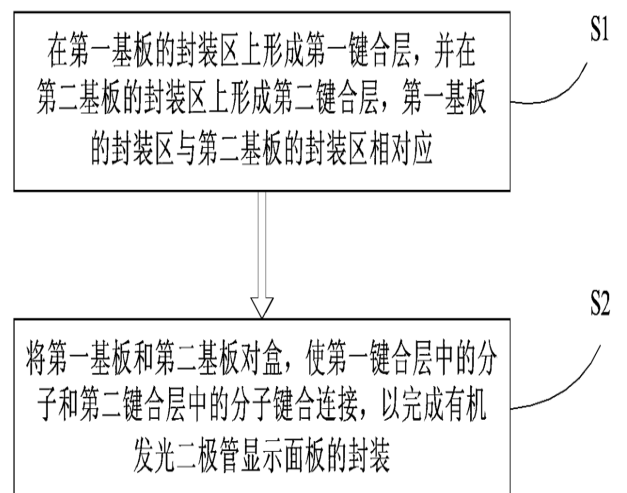 S1
在第一基板的封装区上形成第一键合层，并在
第二基板的封装区上形成第二键合层，第一基板
的封装区与第二基板的封装区相对应
S2
将第一基板和第二基板对盒，使第一键合层中的分
子和第二键合层中的分子键合连接，以完成有机
发光二极管显示面板的封装